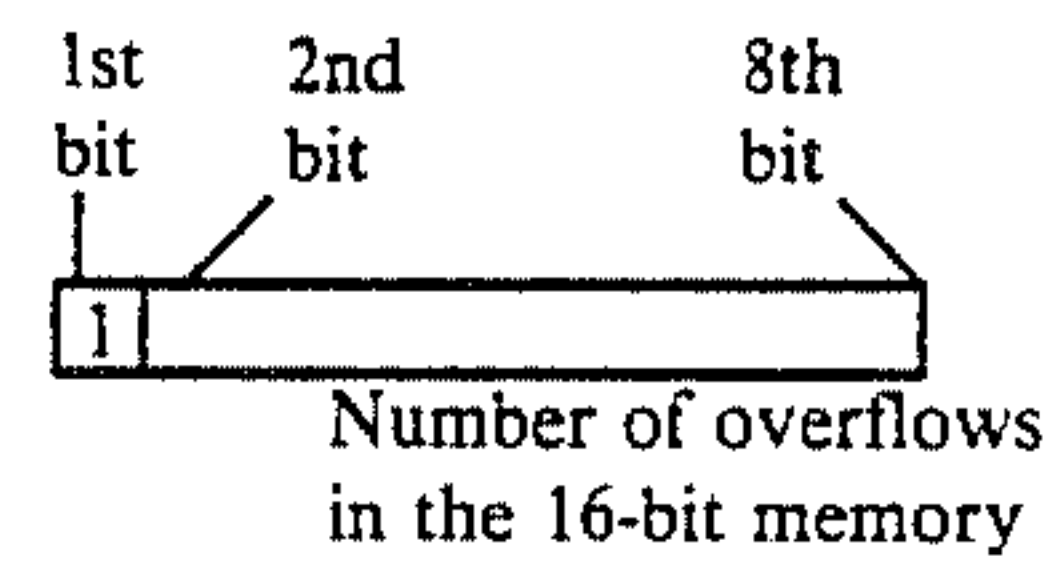 1st 2nd 8th
bit bit bit
1
Number of overflows
in the 16-bit memory